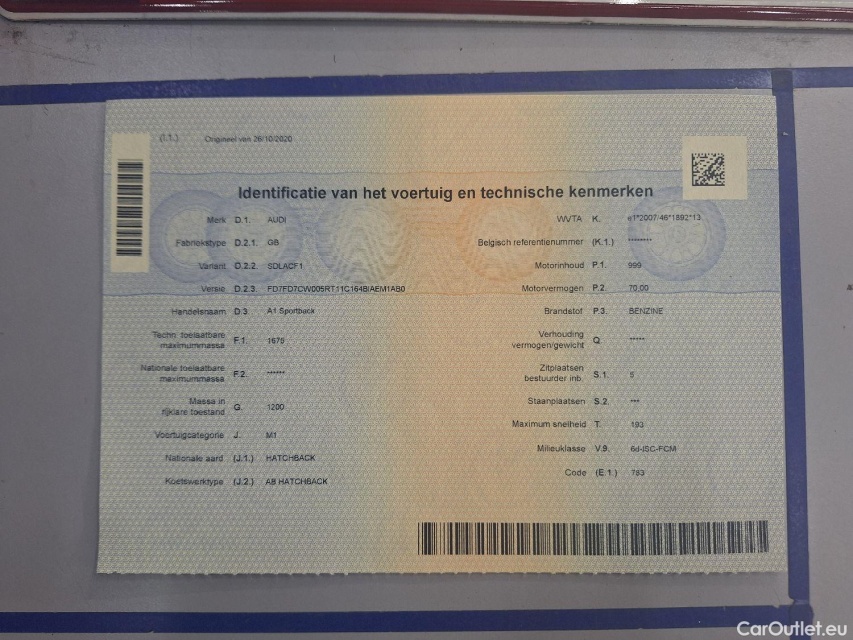 (I.1.) Origineel van 26/10/2020
Identificatie van het voertuig en technische kenmerken
Merk D.1. AUDI
Fabriekstype D.2.1. GB
Variant D.2.2. SDLACF1
Versie D.2.3. FD7FD7CW005RT11C164BIAEM1AB0
Handelsnaam D.3. A1 Sportback
Techn. toelaatbare
maximummassa F.1. 1675
Nationale toelaatbare
maximummassa F.2. ******
Massa in
rijklare toestand G. 1200
Voertuigcategorie J. M1
Nationale aard (J.1.) HATCHBACK
Koetswerktype (J.2.) AB HATCHBACK
WVTA K. e1*2007/46*1892*13
Belgisch referentienummer (K.1.) ********
Motorinhoud P.1. 999
Motorvermogen P.2. 70,00
Brandstof P.3. BENZINE
Verhouding
vermogen/gewicht Q *****
Zitplaatsen
bestuurder inb. S.1. 5
Staanplaatsen S.2. ***
Maximum snelheid T. 193
Milieuklasse V.9. 6d-ISC-FCM
Code (E.1.) 783
CarOutlet.eu